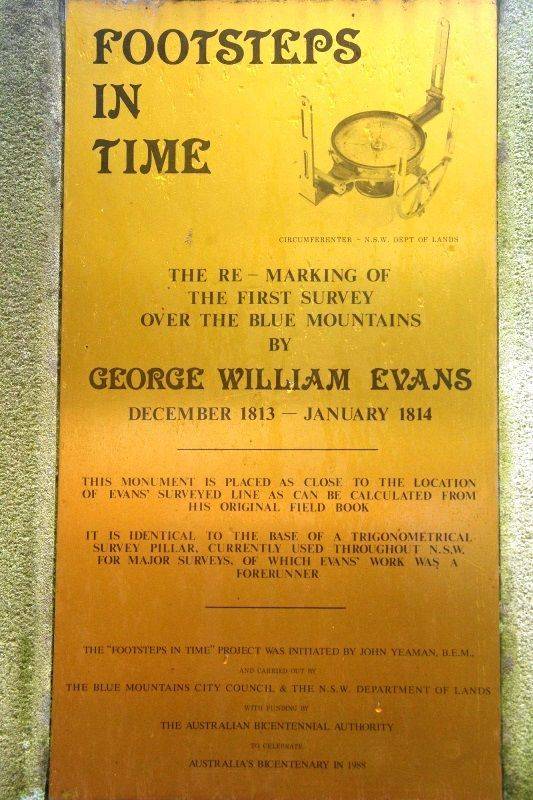 FOOTSTEPS
IN
TIME
CIRCUMFERENTER - N.S.W. DEPT OF LANDS
THE RE – MARKING OF
THE FIRST SURVEY
OVER THE BLUE MOUNTAINS
BY
GEORGE WILLIAM EVANS
DECEMBER 1813 — JANUARY 1814
THIS MONUMENT IS PLACED AS CLOSE TO THE LOCATION
OF EVANS' SURVEYED LINE AS CAN BE CALCULATED FROM
HIS ORIGINAL FIELD BOOK
IT IS IDENTICAL TO THE BASE OF A TRIGONOMETRICAL
SURVEY PILLAR, CURRENTLY USED THROUGHOUT N.S.W.
FOR MAJOR SURVEYS, OF WHICH EVANS' WORK WAS A
FORERUNNER
THE "FOOTSTEPS IN TIME" PROJECT WAS INITIATED BY JOHN YEAMAN, B.E.M.,
AND CARRIED OUT BY
THE BLUE MOUNTAINS CITY COUNCIL & THE N.S.W. DEPARTMENT OF LANDS
WITH FUNDING BY
THE AUSTRALIAN BICENTENNIAL AUTHORITY
TO CELEBRATE
AUSTRALIA'S BICENTENARY IN 1988